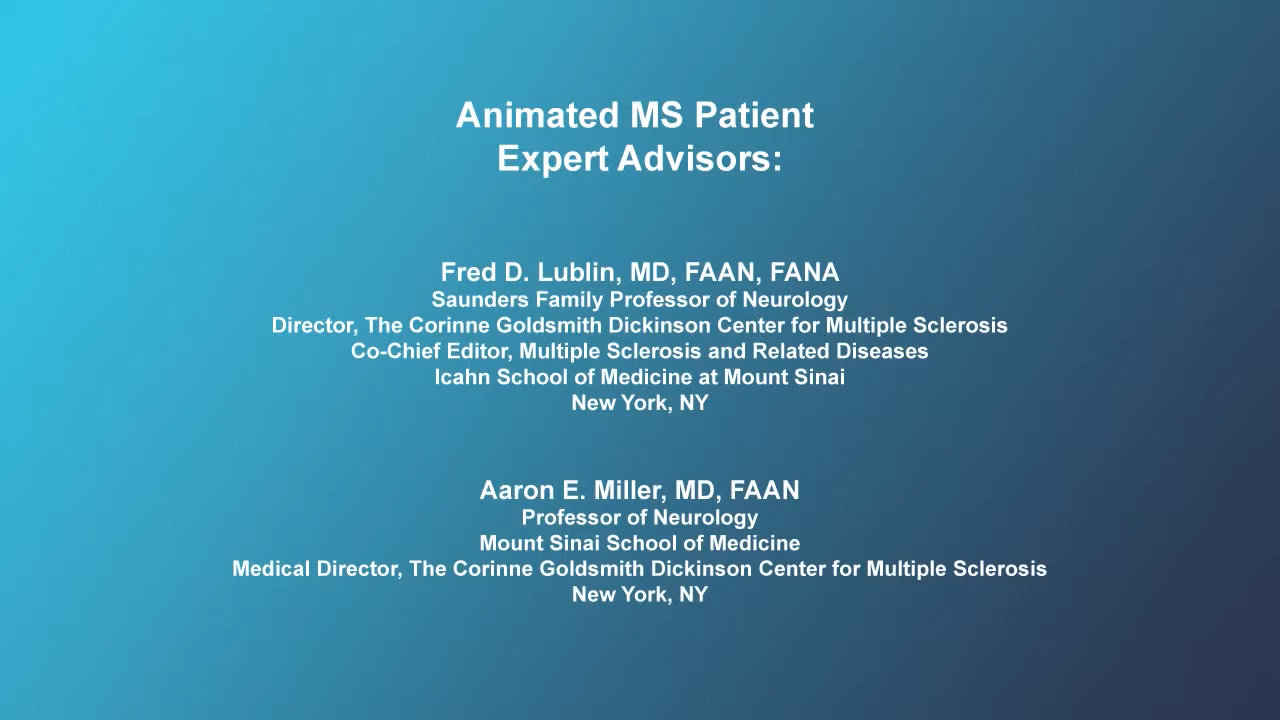 Animated MS Patient
Expert Advisors:
Fred D. Lublin, MD, FAAN, FANA
Saunders Family Professor of Neurology
Director, The Corinne Goldsmith Dickinson Center for Multiple Sclerosis
Co-Chief Editor, Multiple Sclerosis and Related Diseases
Icahn School of Medicine at Mount Sinai
New York, NY
Aaron E. Miller, MD, FAAN
Professor of Neurology
Mount Sinai School of Medicine
Medical Director, The Corinne Goldsmith Dickinson Center for Multiple Sclerosis
New York, NY